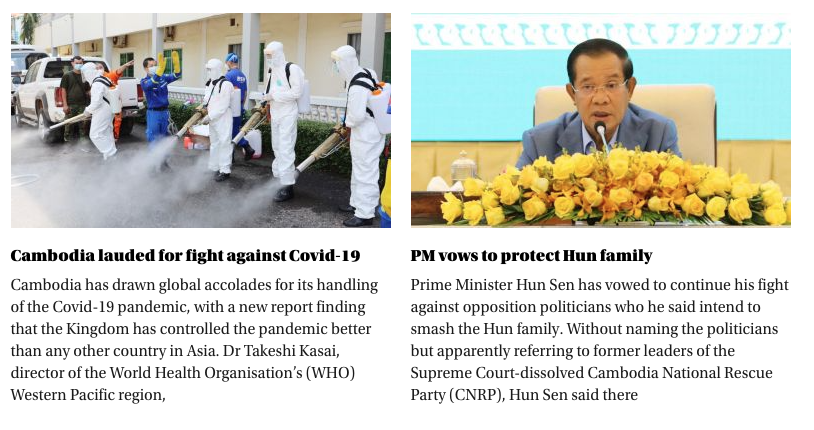 Cambodia lauded for fight against Covid-19
Cambodia has drawn global accolades for its handling
of the Covid-19 pandemic, with a new report finding
that the Kingdom has controlled the pandemic better
than any other country in Asia. Dr Takeshi Kasai,
director of the World Health Organisation's (WHO)
Western Pacific region,
PM vows to protect Hun family
Prime Minister Hun Sen has vowed to continue his fight
against opposition politicians who he said intend to
smash the Hun family. Without naming the politicians
but apparently referring to former leaders of the
Supreme Court-dissolved Cambodia National Rescue
Party (CNRP), Hun Sen said there